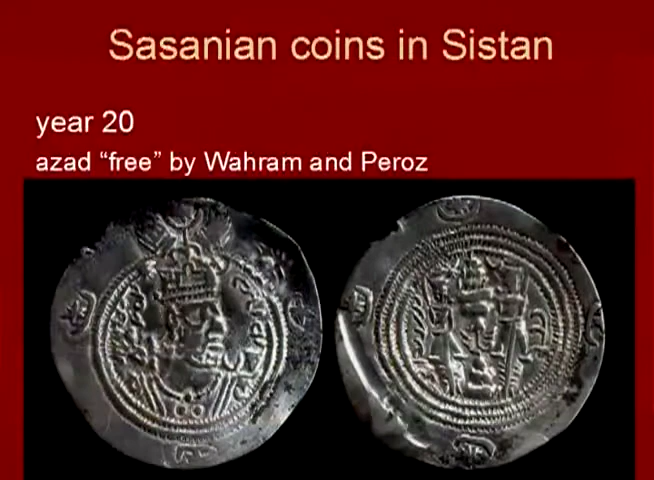 Sasanian coins in Sistan
year 20
azad “free” by Wahram and Peroz